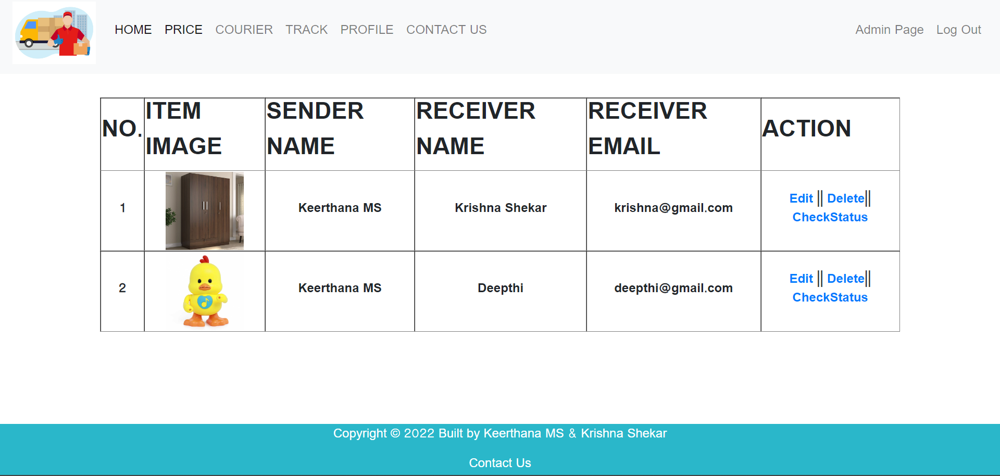 HOME PRICE COURIER TRACK PROFILE CONTACT US Admin Page Log Out
NO. ITEM IMAGE SENDER NAME RECEIVER NAME RECEIVER EMAIL ACTION
1 Keerthana MS Krishna Shekar krishna@gmail.com Edit || Delete||
CheckStatus
2 Keerthana MS Deepthi deepthi@gmail.com Edit || Delete||
CheckStatus
Copyright © 2022 Built by Keerthana MS & Krishna Shekar
Contact Us